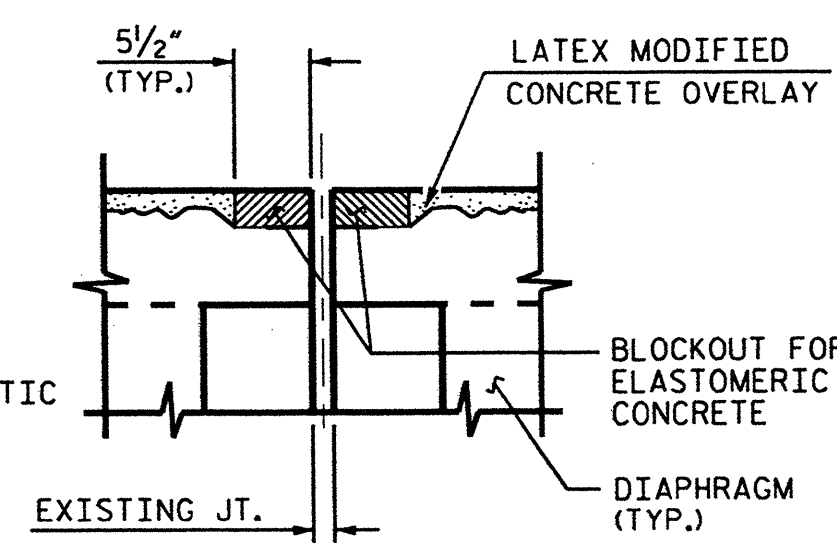 5½"
(TYP.)
LATEX MODIFIED
CONCRETE OVERLAY
TIC
BLOCKOUT FOR
ELASTOMERIC
CONCRETE
DIAPHRAGM
(TYP.)
EXISTING JT.